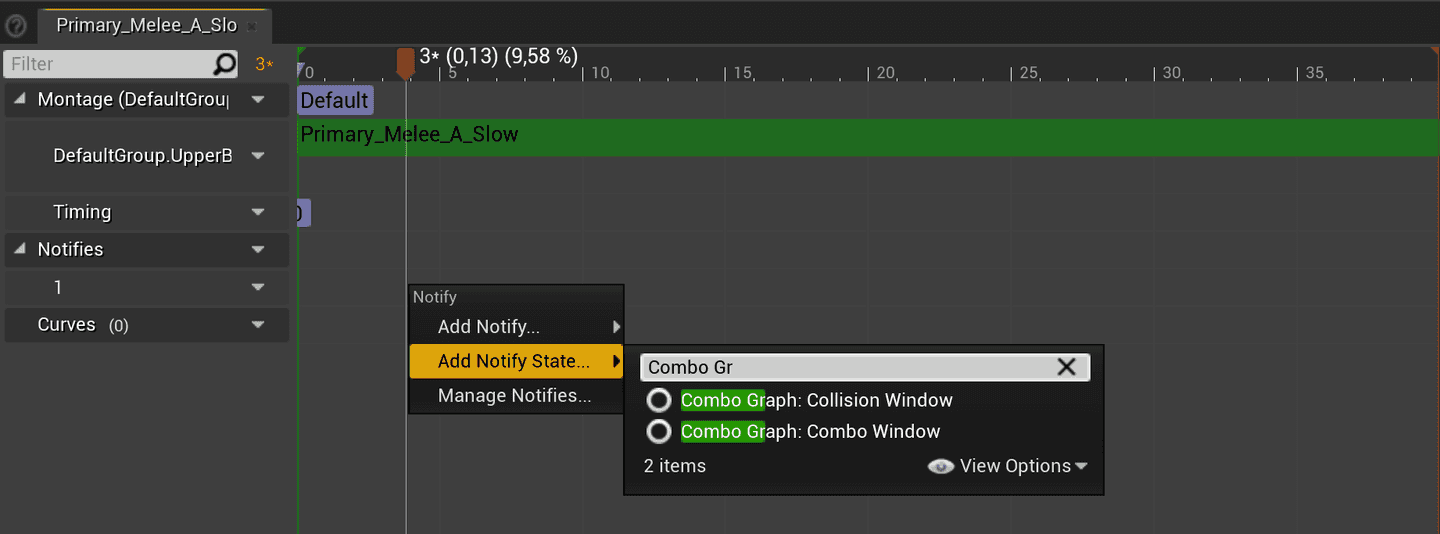 Primary_Melee_A_Slo
Filter
3*
3* (0,13) (9,58 %)
0 5 10 15 20 25 30 35
Montage (DefaultGrou
Default
DefaultGroup.UpperB
Primary_Melee_A_Slow
Timing
Notifies
1
Curves (0)
Notify
Add Notify...
Add Notify State...
Manage Notifies...
Combo Gr
Combo Graph: Collision Window
Combo Graph: Combo Window
2 items
View Options